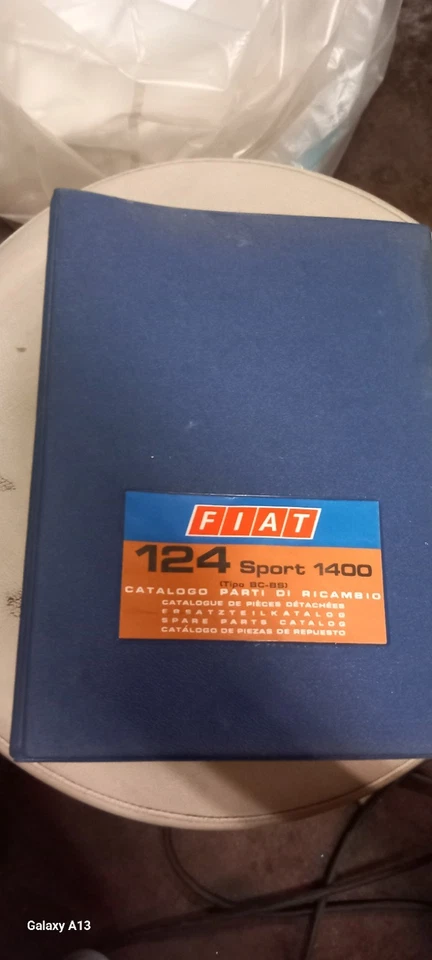 FIAT
124 Sport 1400
(Tipo BC-BS)
CATALOGO PARTI DI RICAMBIO
CATALOGUE DE PIÈCES DÉTACHÉES
ERSATZTEILKATALOG
SPARE PARTS CATALOG
CATÁLOGO DE PIEZAS DE REPUESTO
Galaxy A13